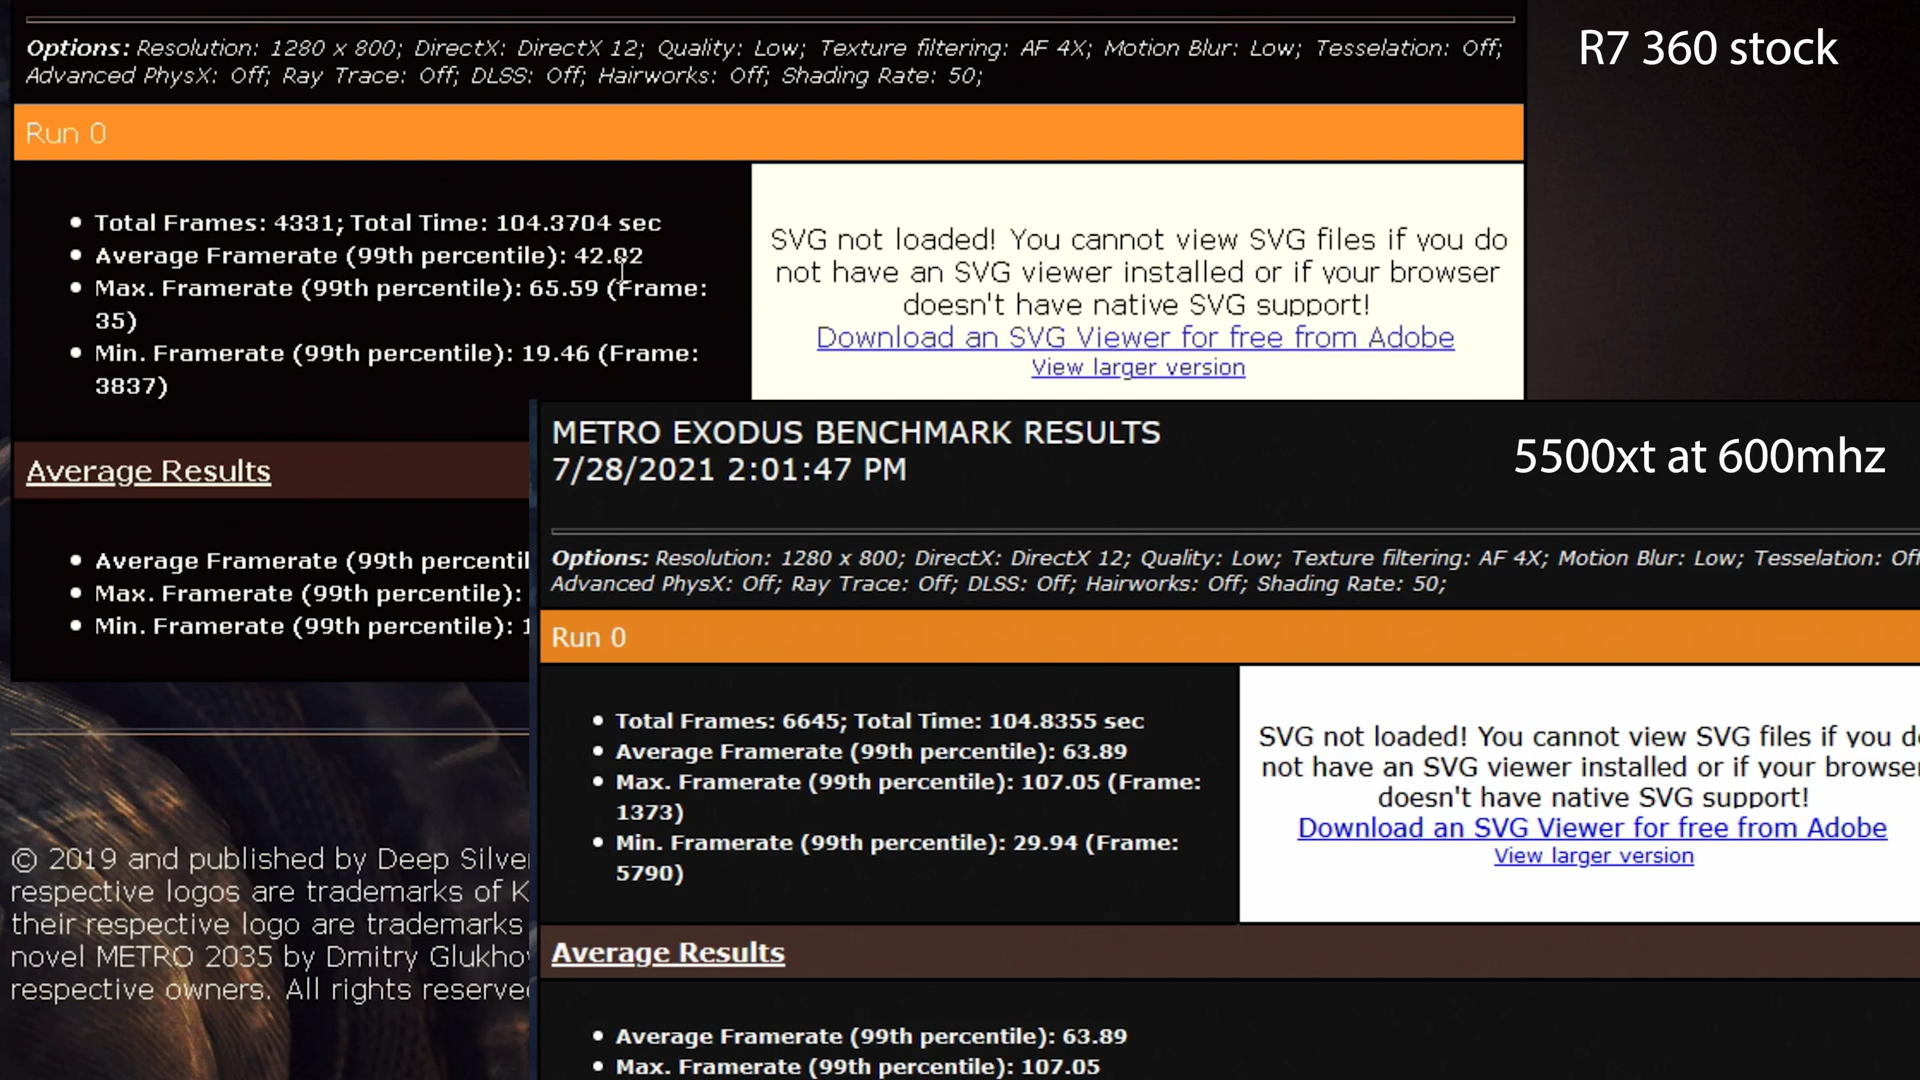 R7 360 stock
Options: Resolution: 1280 x 800; DirectX: DirectX 12; Quality: Low; Texture filtering: AF 4X; Motion Blur: Low; Tesselation: Off;
Advanced PhysX: Off; Ray Trace: Off; DLSS: Off; Hairworks: Off; Shading Rate: 50;
Run 0
Total Frames: 4331; Total Time: 104.3704 sec
Average Framerate (99th percentile):
Max. Framerate (99th percentile): 65.59 (Frame:
35)
Min. Framerate (99th percentile): 19.46 (Frame:
3837)
SVG not loaded! You cannot view SVG files if you do
not have an SVG viewer installed or if your browser
doesn't have native SVG support!
Download an SVG Viewer for free from Adobe
View larger version
Average Results
Average Framerate (99th percentil
Max. Framerate (99th percentile):
Min. Framerate (99th percentile): 1
© 2019 and published by Deep Silve
respective logos are trademarks of K
their respective logo are trademarks
novel METRO 2035 by Dmitry Glukho
respective owners. All rights reserve
METRO EXODUS BENCHMARK RESULTS
7/28/2021 2:01:47 PM
5500xt at 600mhz
Options: Resolution: 1280 x 800; DirectX: DirectX 12; Quality: Low; Texture filtering: AF 4X; Motion Blur: Low; Tesselation: Off
Advanced PhysX: Off; Ray Trace: Off; DLSS: Off; Hairworks: Off; Shading Rate: 50;
Run 0
Total Frames: 6645; Total Time: 104.8355 sec
Average Framerate (99th percentile): 63.89
Max. Framerate (99th percentile): 107.05 (Frame:
1373)
Min. Framerate (99th percentile): 29.94 (Frame:
5790)
SVG not loaded! You cannot view SVG files if you d
not have an SVG viewer installed or if your browser
doesn't have native SVG support!
Download an SVG Viewer for free from Adobe
View larger version
Average Results
Average Framerate (99th percentile): 63.89
Max. Framerate (99th percentile): 107.05